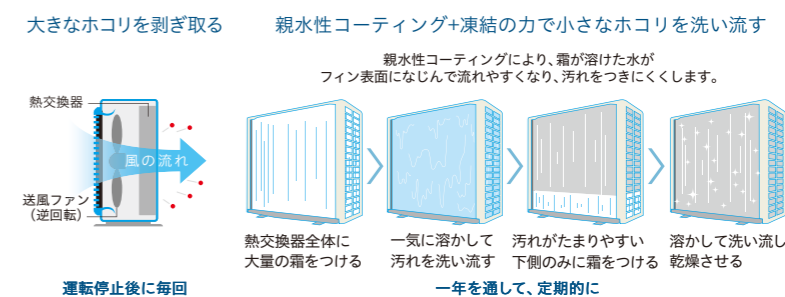 大きなホコリを剥ぎ取る
親水性コーティング+凍結の力で小さなホコリを洗い流す
親水性コーティングにより、霜が溶けた水が
フィン表面になじんで流れやすくなり、汚れをつきにくくします。
熱交換器
風の流れ
送風ファン
(逆回転)
熱交換器全体に
大量の霜をつける
一気に溶かして
汚れを洗い流す
汚れがたまりやすい
下側のみに霜をつける
溶かして洗い流し
乾燥させる
運転停止後に毎回
一年を通して、定期的に